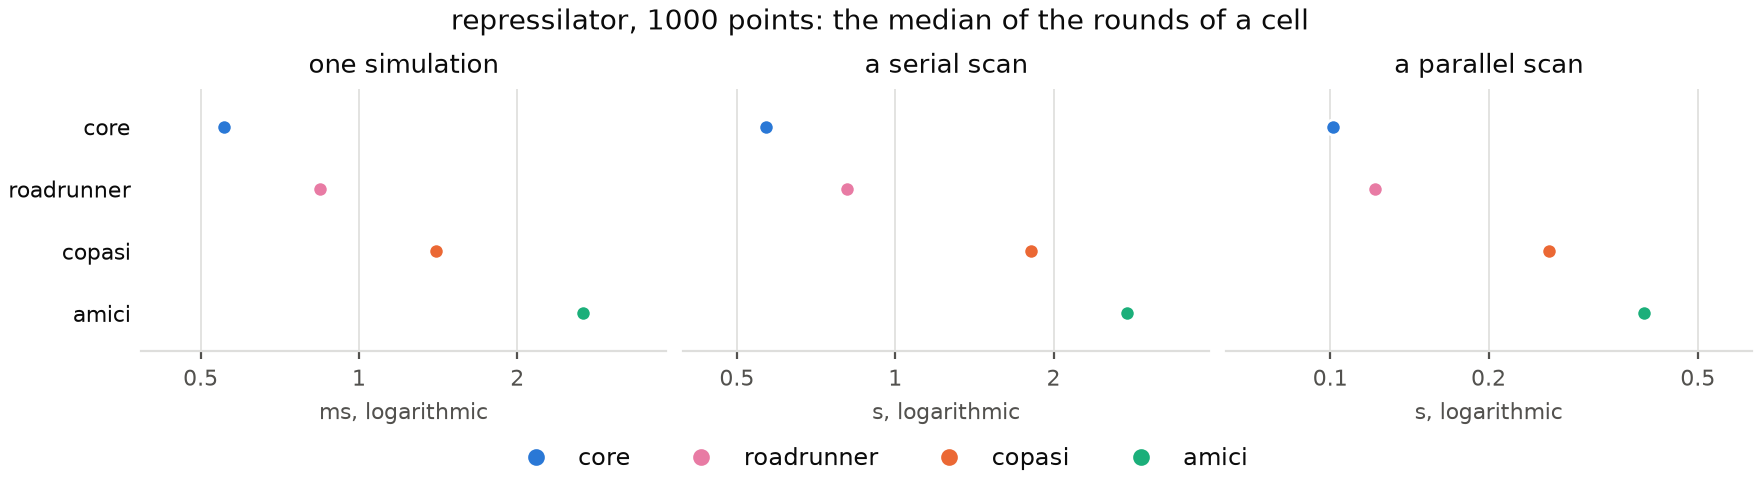 repressilator, 1000 points: the median of the rounds of a cell
one simulation
a serial scan
a parallel scan
core
roadrunner
copasi
amici
0.5 1 2
0.5 1 2
0.1 0.2 0.5
ms, logarithmic
s, logarithmic
s, logarithmic
core roadrunner copasi amici